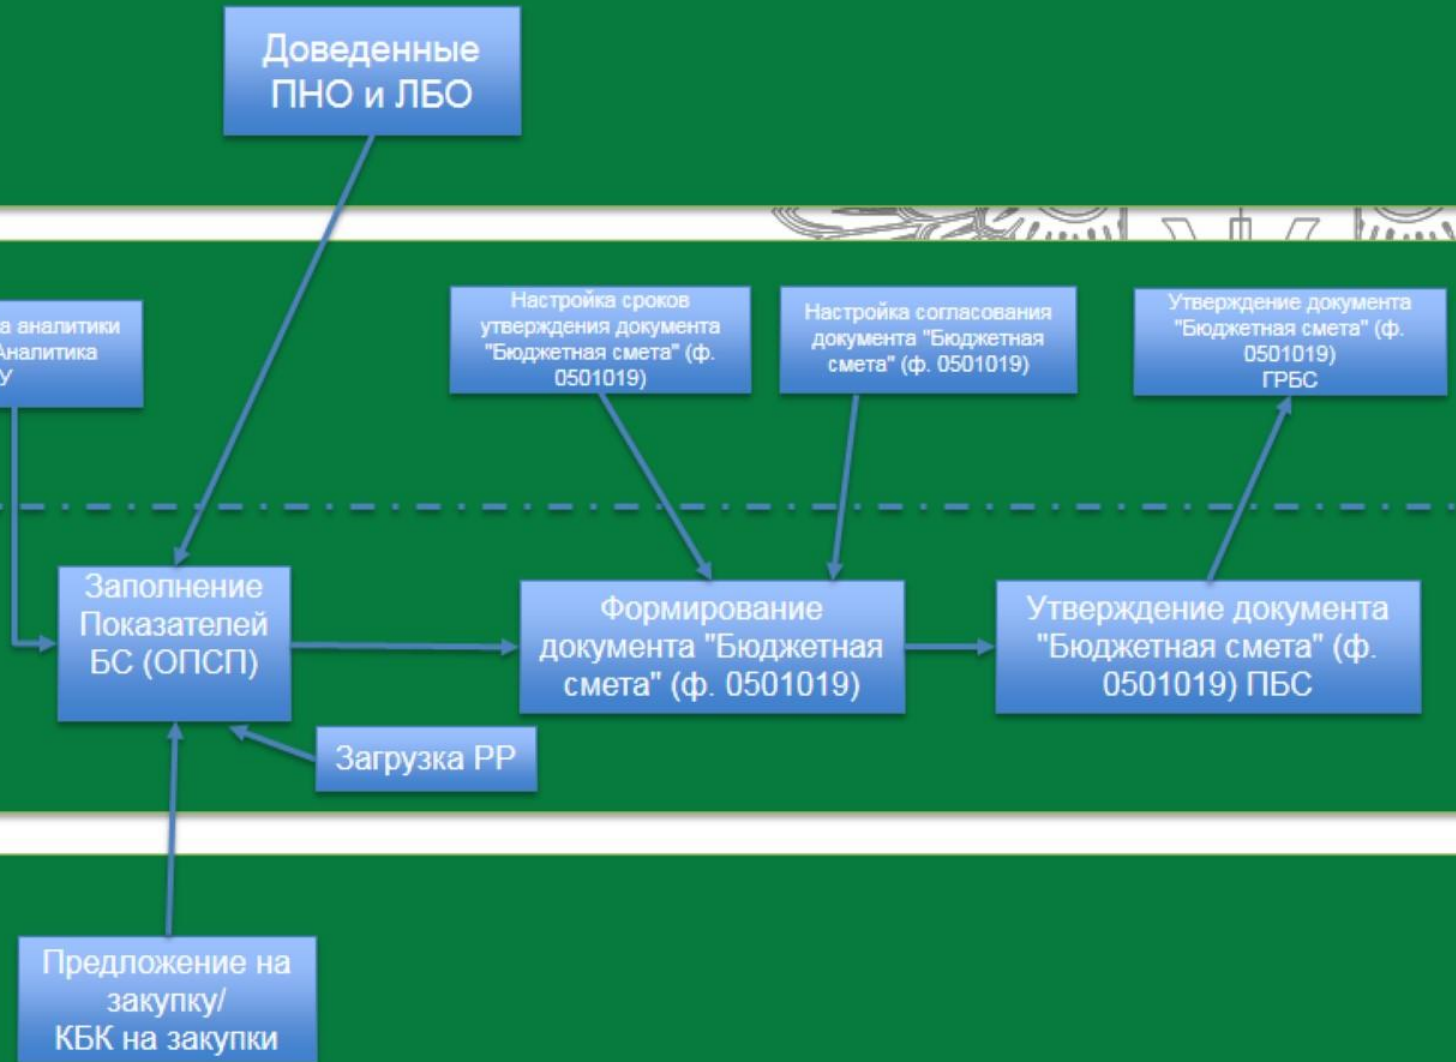 Доведенные
ПНО и ЛБО
а аналитики
Аналитика
У
Настройка сроков
утверждения документа
"Бюджетная смета" (ф.
0501019)
Настройка согласования
документа "Бюджетная
смета" (ф. 0501019)
Утверждение документа
"Бюджетная смета" (ф.
0501019)
ГРБС
Заполнение
Показателей
БС (ОПСП)
Формирование
документа "Бюджетная
смета" (ф. 0501019)
Утверждение документа
"Бюджетная смета" (ф.
0501019) ПБС
Загрузка РР
Предложение на
закупку/
КБК на закупки